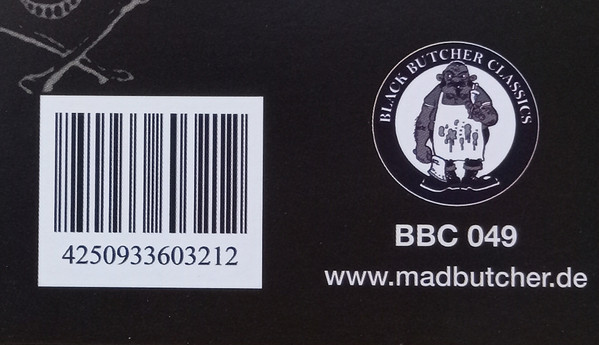 BLACK BUTCHER CLASSICS
4250933603212
BBC 049
www.madbutcher.de